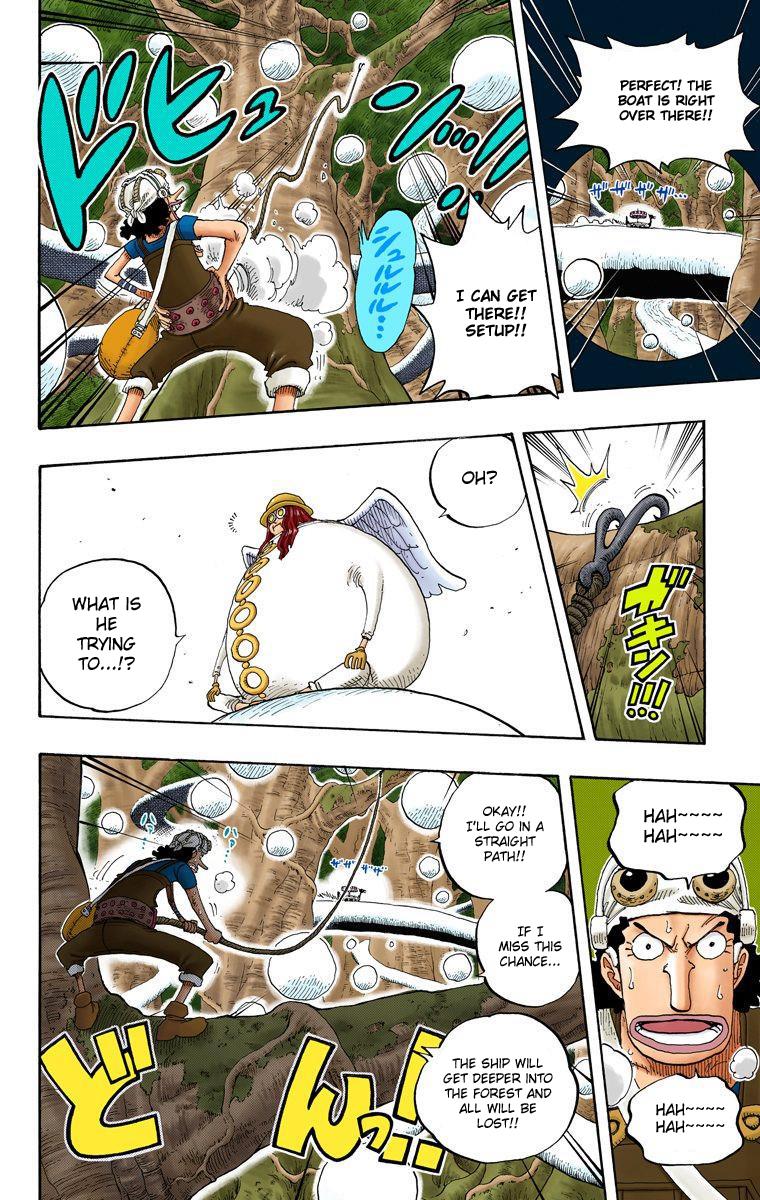 PERFECT! THE
BOAT IS RIGHT
OVER THERE!!
ザザザザ...
I CAN GET
THERE!!
SETUP!!
シュルルル...
ドヒュン...!!
ガキン!!!
OH?
WHAT IS
HE
TRYING
TO...!?
HAH~~~~
HAH~~~~
HAH~~~~
HAH~~~~
OKAY!!
I'LL GO IN A
STRAIGHT
PATH!!
IF I
MISS THIS
CHANCE...
THE SHIP WILL
GET DEEPER INTO
THE FOREST AND
ALL WILL BE
LOST!!
どんっ!!